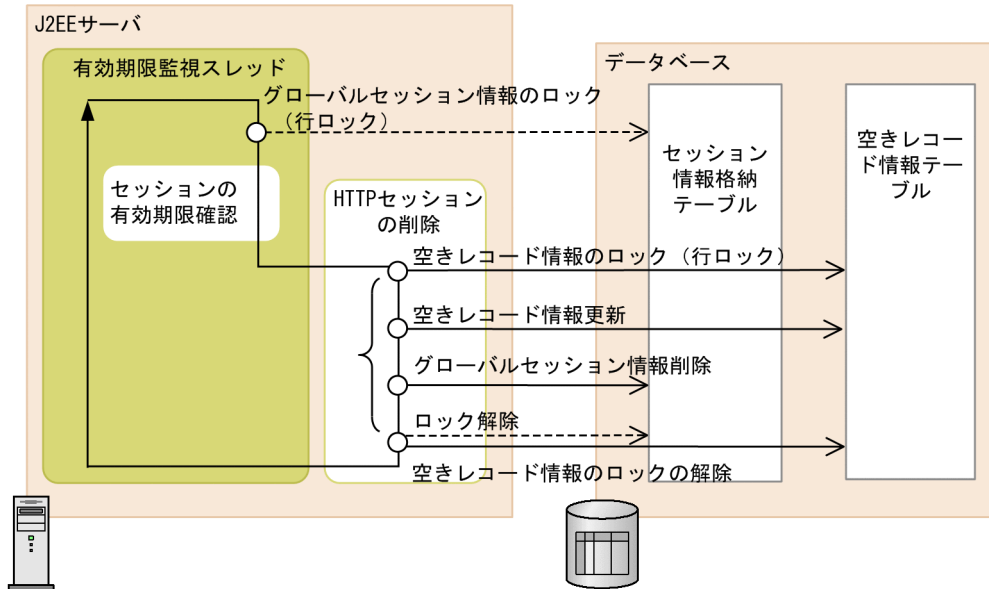 J2EEサーバ
有効期限監視スレッド
データベース
グローバルセッション情報のロック
（行ロック）
セッション
情報格納
テーブル
空きレコー
ド情報テー
ブル
セッションの
有効期限確認
HTTPセッション
の削除
空きレコード情報のロック（行ロック）
空きレコード情報更新
グローバルセッション情報削除
ロック解除
空きレコード情報のロックの解除